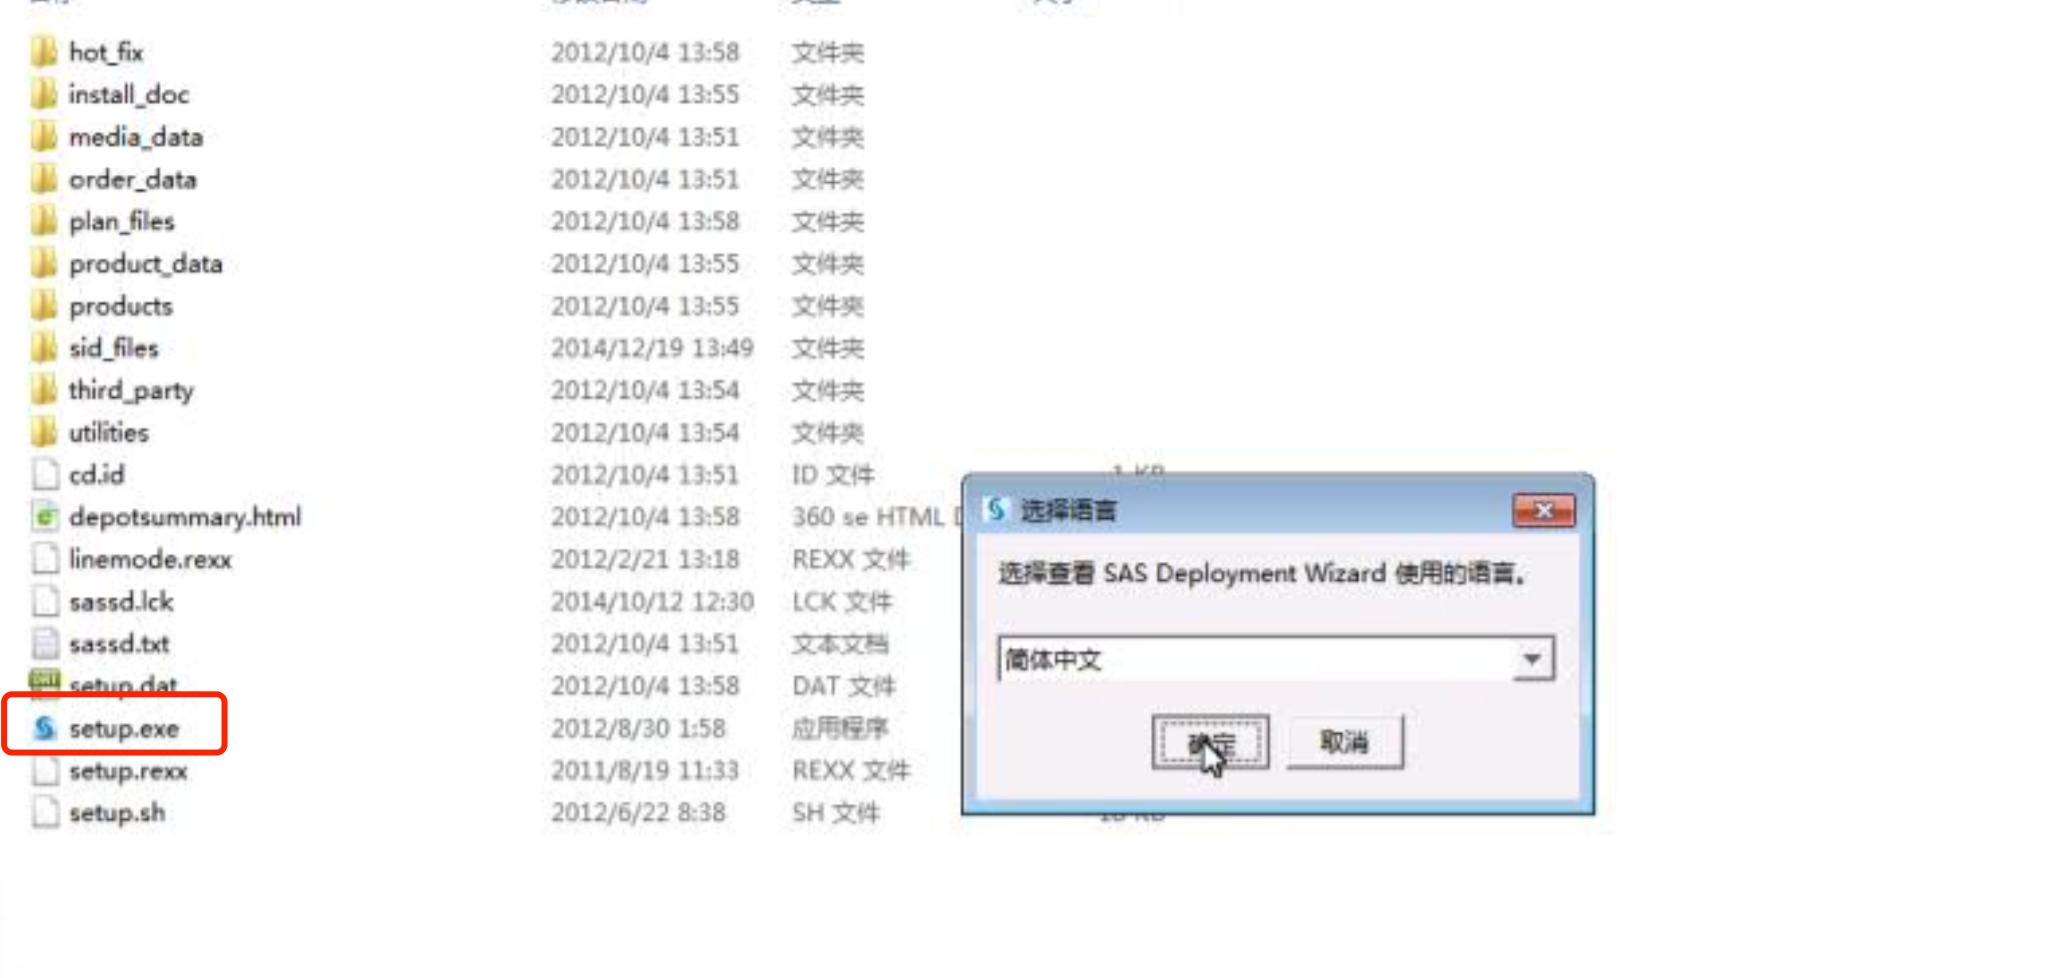 hot_fix 2012/10/4 13:58 文件夹
install_doc 2012/10/4 13:55 文件夹
media_data 2012/10/4 13:51 文件夹
order_data 2012/10/4 13:51 文件夹
plan_files 2012/10/4 13:58 文件夹
product_data 2012/10/4 13:55 文件夹
products 2012/10/4 13:55 文件夹
sid_files 2014/12/19 13:49 文件夹
third_party 2012/10/4 13:54 文件夹
utilities 2012/10/4 13:54 文件夹
cd.id 2012/10/4 13:51 ID 文件 1 KB
depotsummary.html 2012/10/4 13:58 360 se HTML
linemode.rexx 2012/2/21 13:18 REXX 文件
sassd.lck 2014/10/12 12:30 LCK 文件
sassd.txt 2012/10/4 13:51 文本文档
setup.dat 2012/10/4 13:58 DAT 文件
setup.exe 2012/8/30 1:58 应用程序
setup.rexx 2011/8/19 11:33 REXX 文件
setup.sh 2012/6/22 8:38 SH 文件
选择语言
选择查看 SAS Deployment Wizard 使用的语言。
简体中文
确定 取消